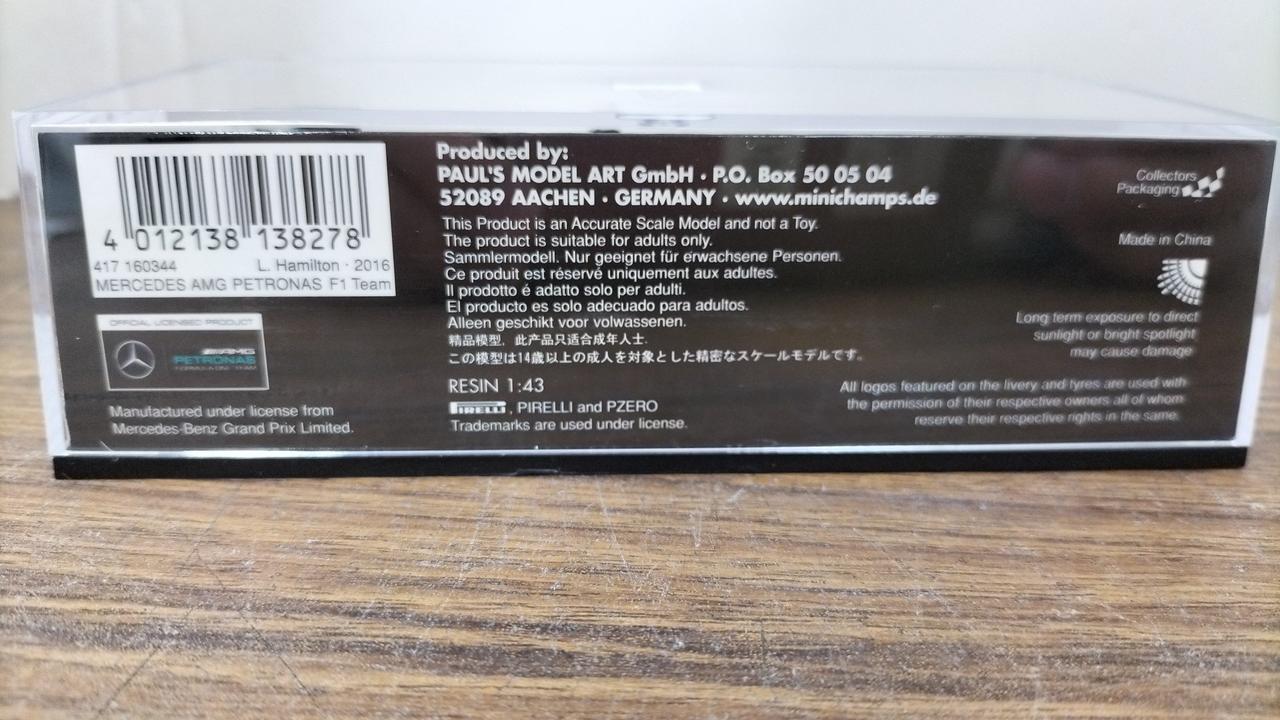 4 012138 138278
417 160344 L. Hamilton · 2016
MERCEDES AMG PETRONAS F1 Team
OFFICIAL LICENSED PRODUCT
AMG
PETRONAS
FORMULA ONE TEAM
Manufactured under license from
Mercedes-Benz Grand Prix Limited.
Produced by:
PAUL'S MODEL ART GmbH · P.O. Box 50 05 04
52089 AACHEN · GERMANY · www.minichamps.de
This Product is an Accurate Scale Model and not a Toy.
The product is suitable for adults only.
Sammlermodell. Nur geeignet für erwachsene Personen.
Ce produit est réservé uniquement aux adultes.
Il prodotto é adatto solo per adulti.
El producto es solo adecuado para adultos.
Alleen geschikt voor volwassenen.
精品模型，此产品只适合成年人士.
この模型は14歳以上の成人を対象とした精密なスケールモデルです。
RESIN 1:43
PIRELLI, PIRELLI and PZERO
Trademarks are used under license.
Collectors
Packaging
Made in China
Long term exposure to direct
sunlight or bright spotlight
may cause damage
All logos featured on the livery and tyres are used with
the permission of their respective owners all of whom
reserve their respective rights in the same.